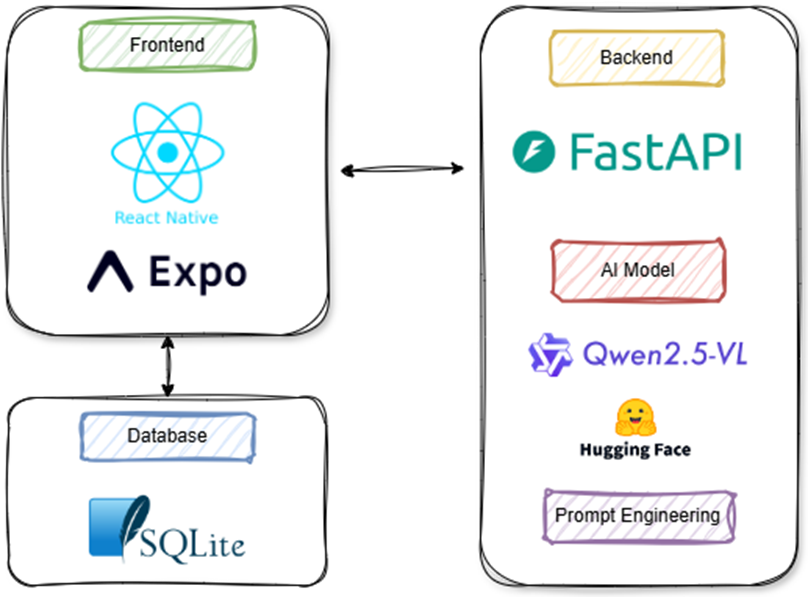 Frontend
React Native
Expo
Database
SQLite
Backend
FastAPI
AI Model
Qwen2.5-VL
Hugging Face
Prompt Engineering